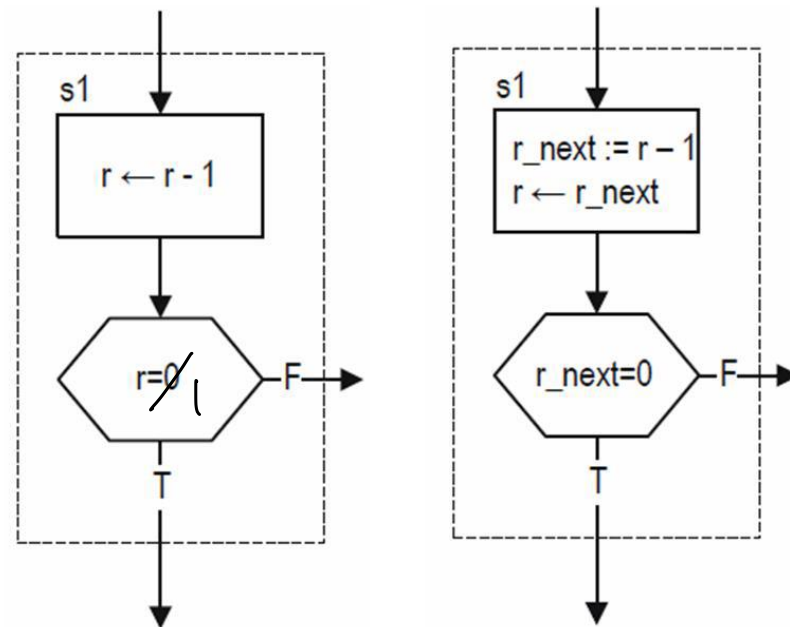 s1
r ← r - 1
r=0
1
F
T
s1
r_next := r – 1
r ← r_next
r_next=0
F
T